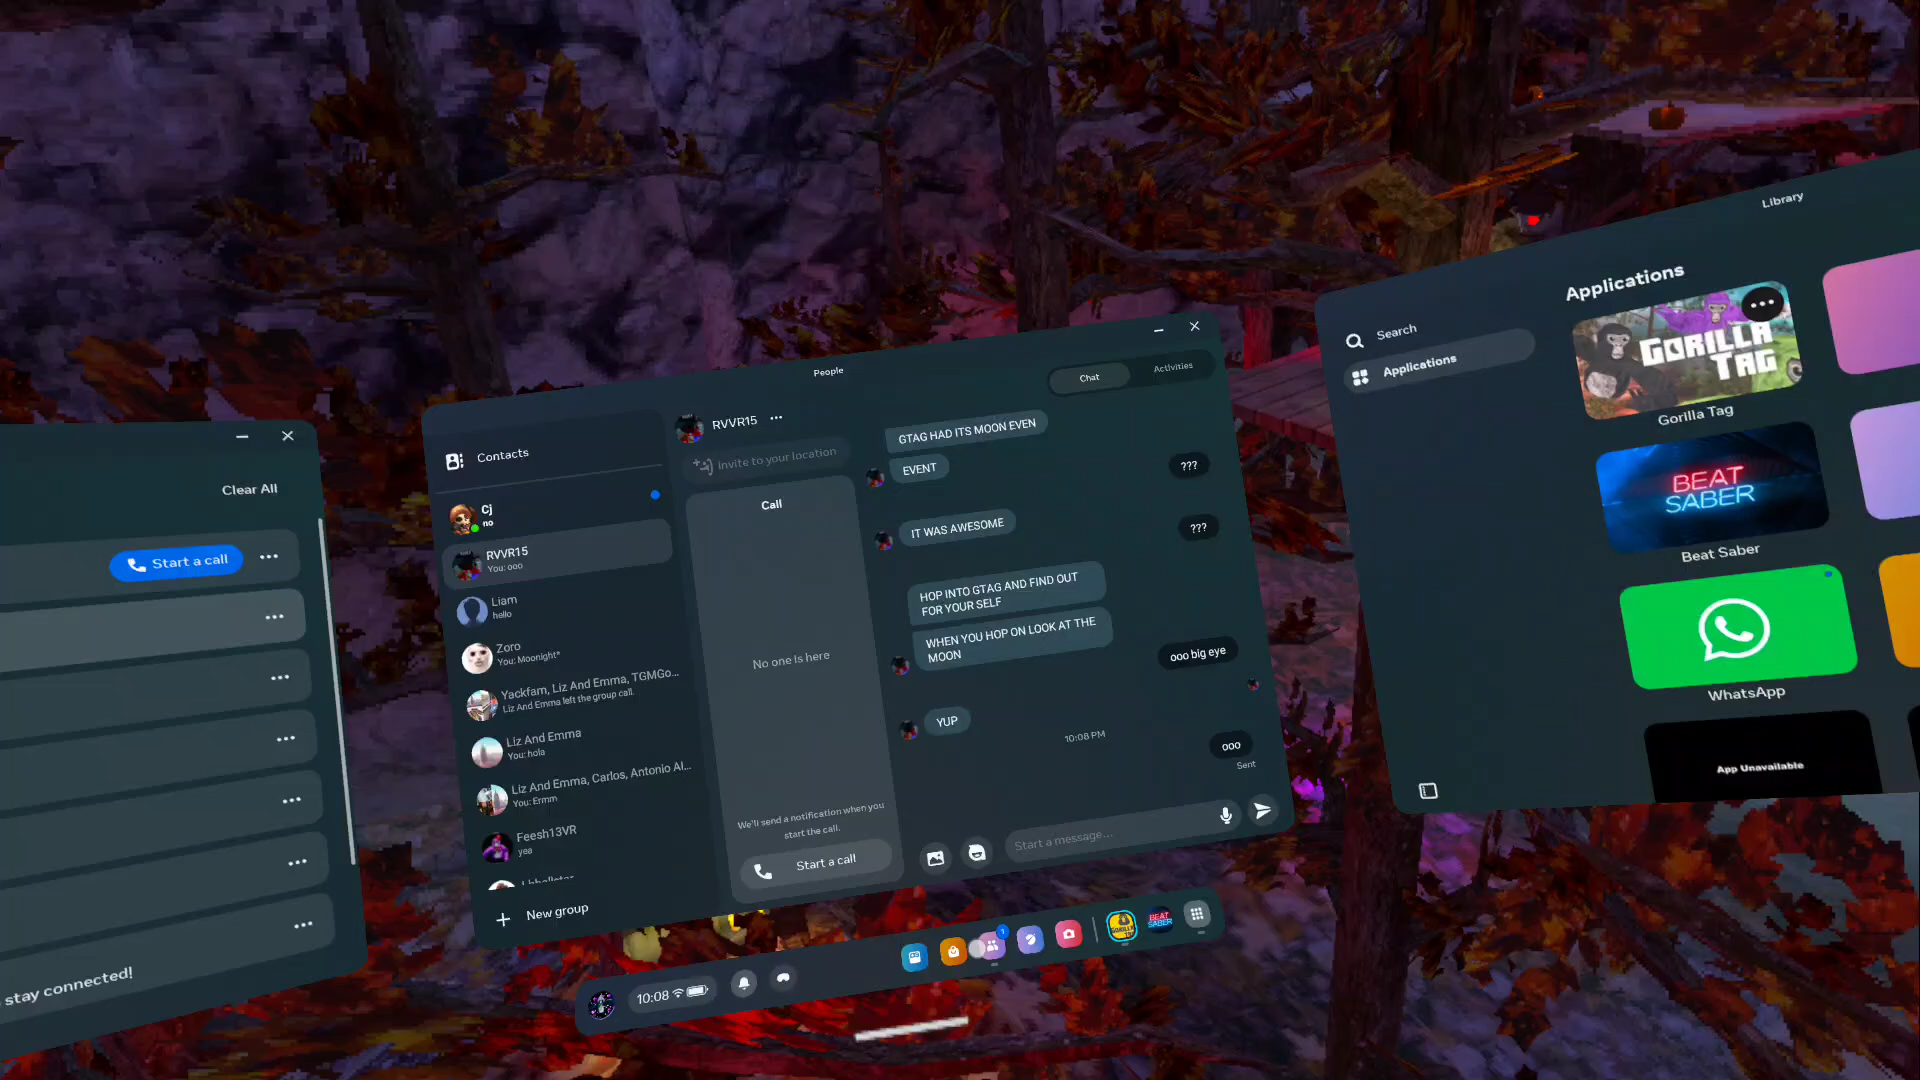 Clear All
Start a call
stay connected!
People
Contacts
Cj
no
RVVR15
You: ooo
Liam
hello
Zoro
You: Moonight*
Yackfam, Liz And Emma, TGMGo...
Liz And Emma left the group call.
Liz And Emma
You: hola
Liz And Emma, Carlos, Antonio Al...
You: Ermm
Feesh13VR
yea
New group
RVVR15
Invite to your location
Call
No one is here
We'll send a notification when you
start the call.
Start a call
Chat
Activities
GTAG HAD ITS MOON EVEN
EVENT
???
IT WAS AWESOME
???
HOP INTO GTAG AND FIND OUT
FOR YOUR SELF
WHEN YOU HOP ON LOOK AT THE
MOON
ooo big eye
YUP
10:08 PM
ooo
Sent
Start a message...
Library
Search
Applications
Applications
GORILLA
TAG
Gorilla Tag
BEAT
SABER
Beat Saber
WhatsApp
App Unavailable
10:08
1
GORILLA
TAG
BEAT
SABER